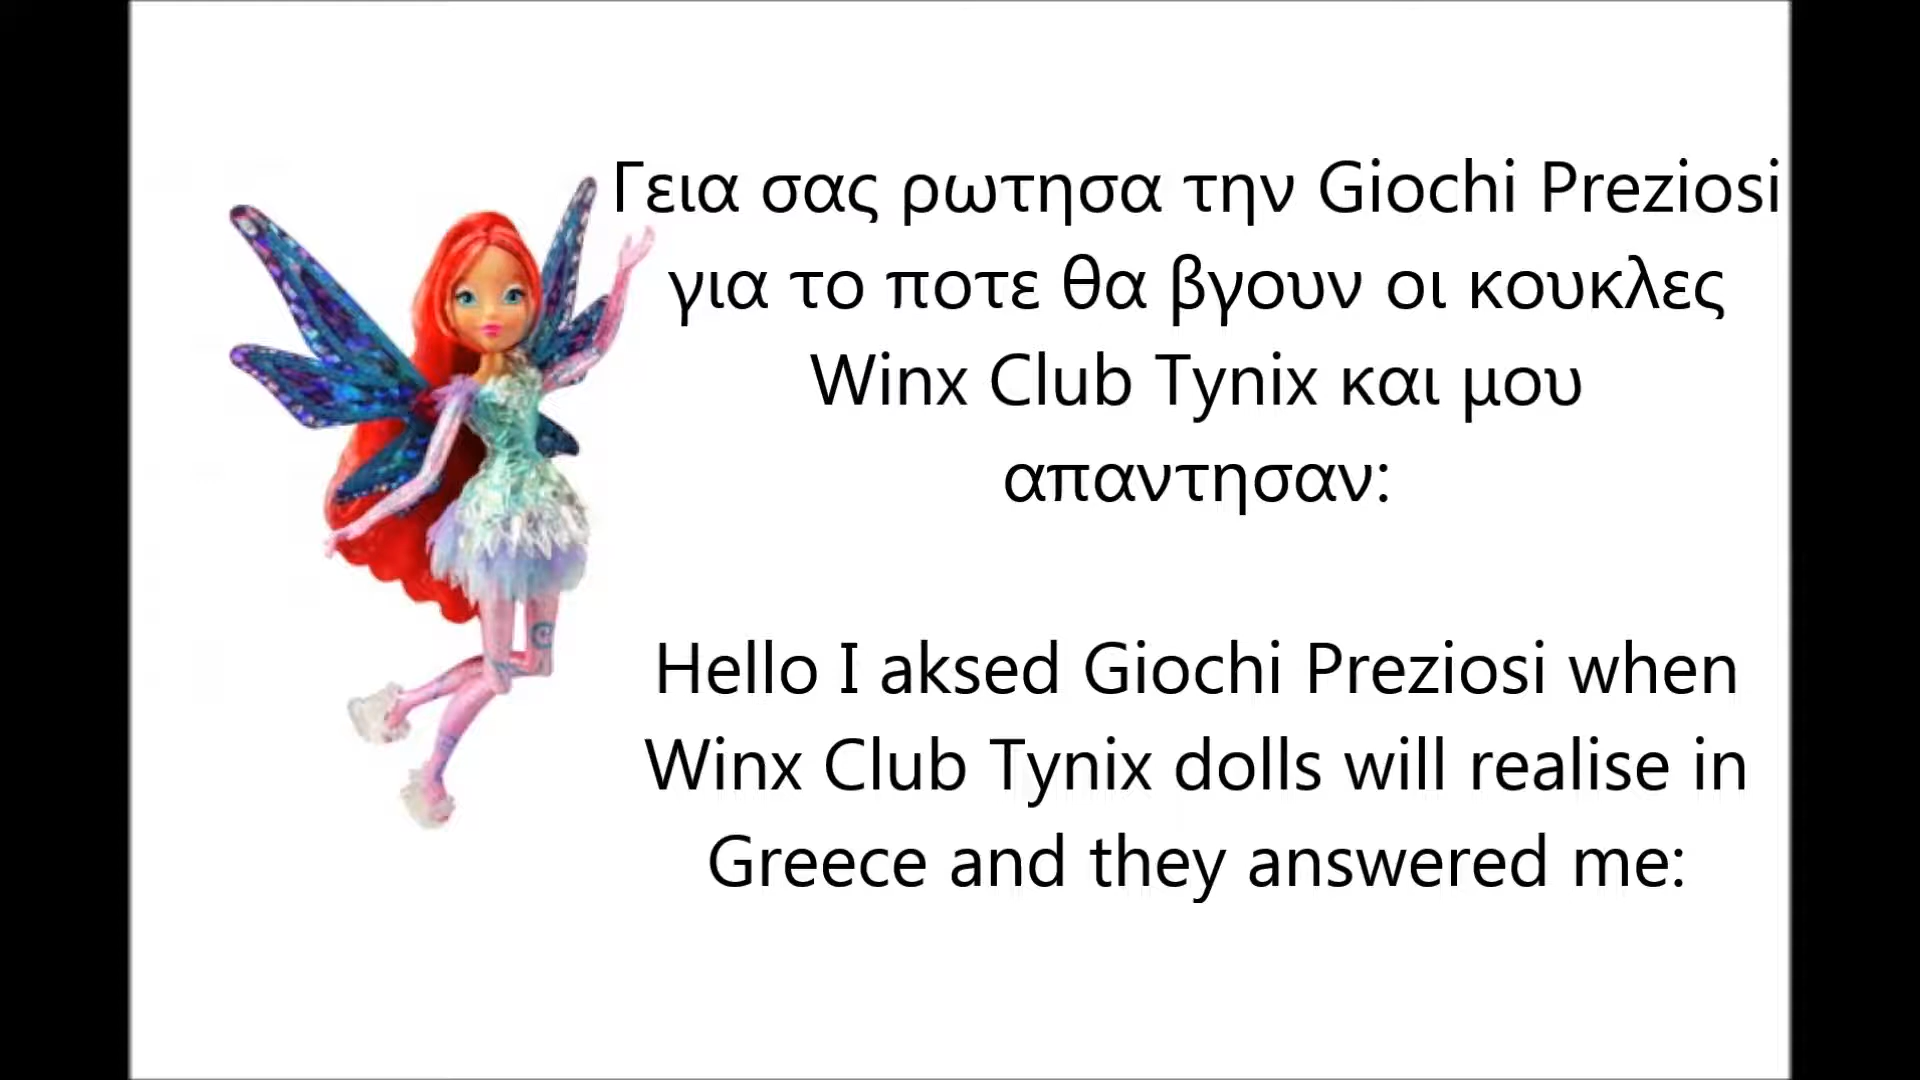 Γεια σας ρωτησα την Giochi Preziosi
για το ποτε θα βγουν οι κουκλες
Winx Club Tynix και μου
απαντησαν:
Hello I aksed Giochi Preziosi when
Winx Club Tynix dolls will realise in
Greece and they answered me: